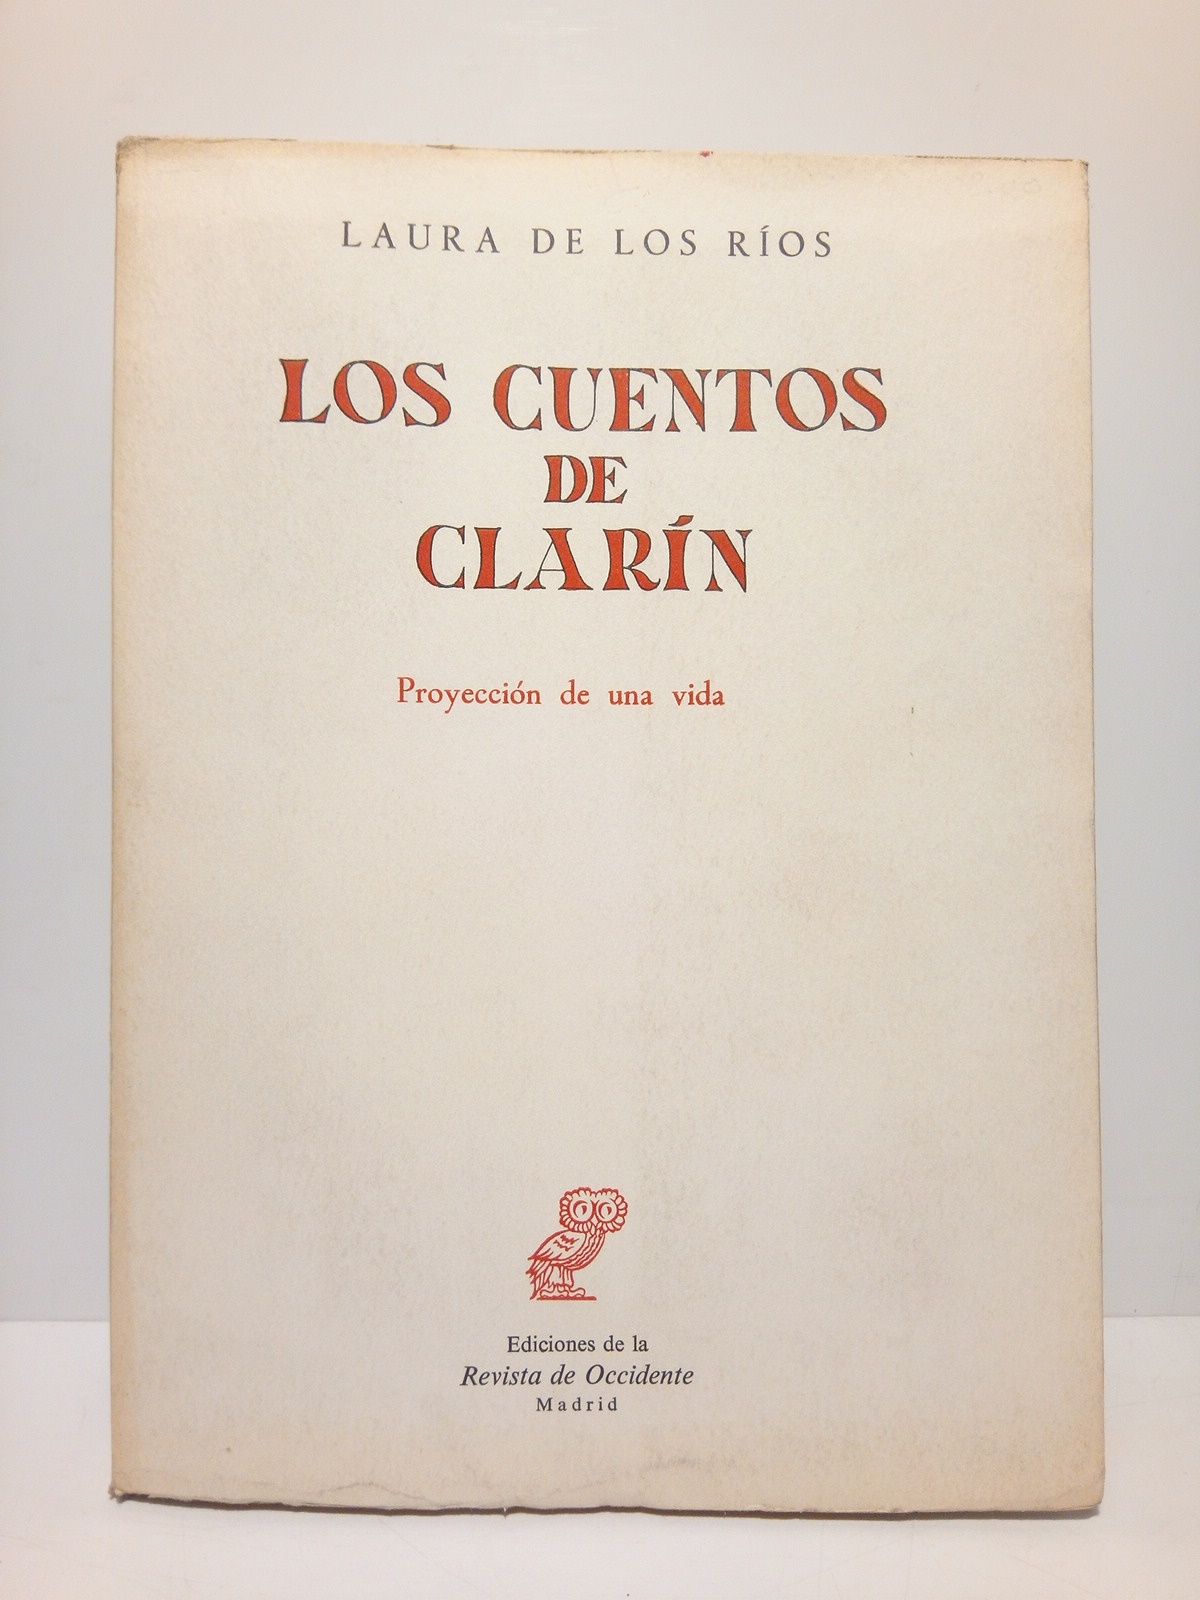 LAURA DE LOS RÍOS
LOS CUENTOS
DE
CLARÍN
Proyección de una vida
Ediciones de la
Revista de Occidente
Madrid